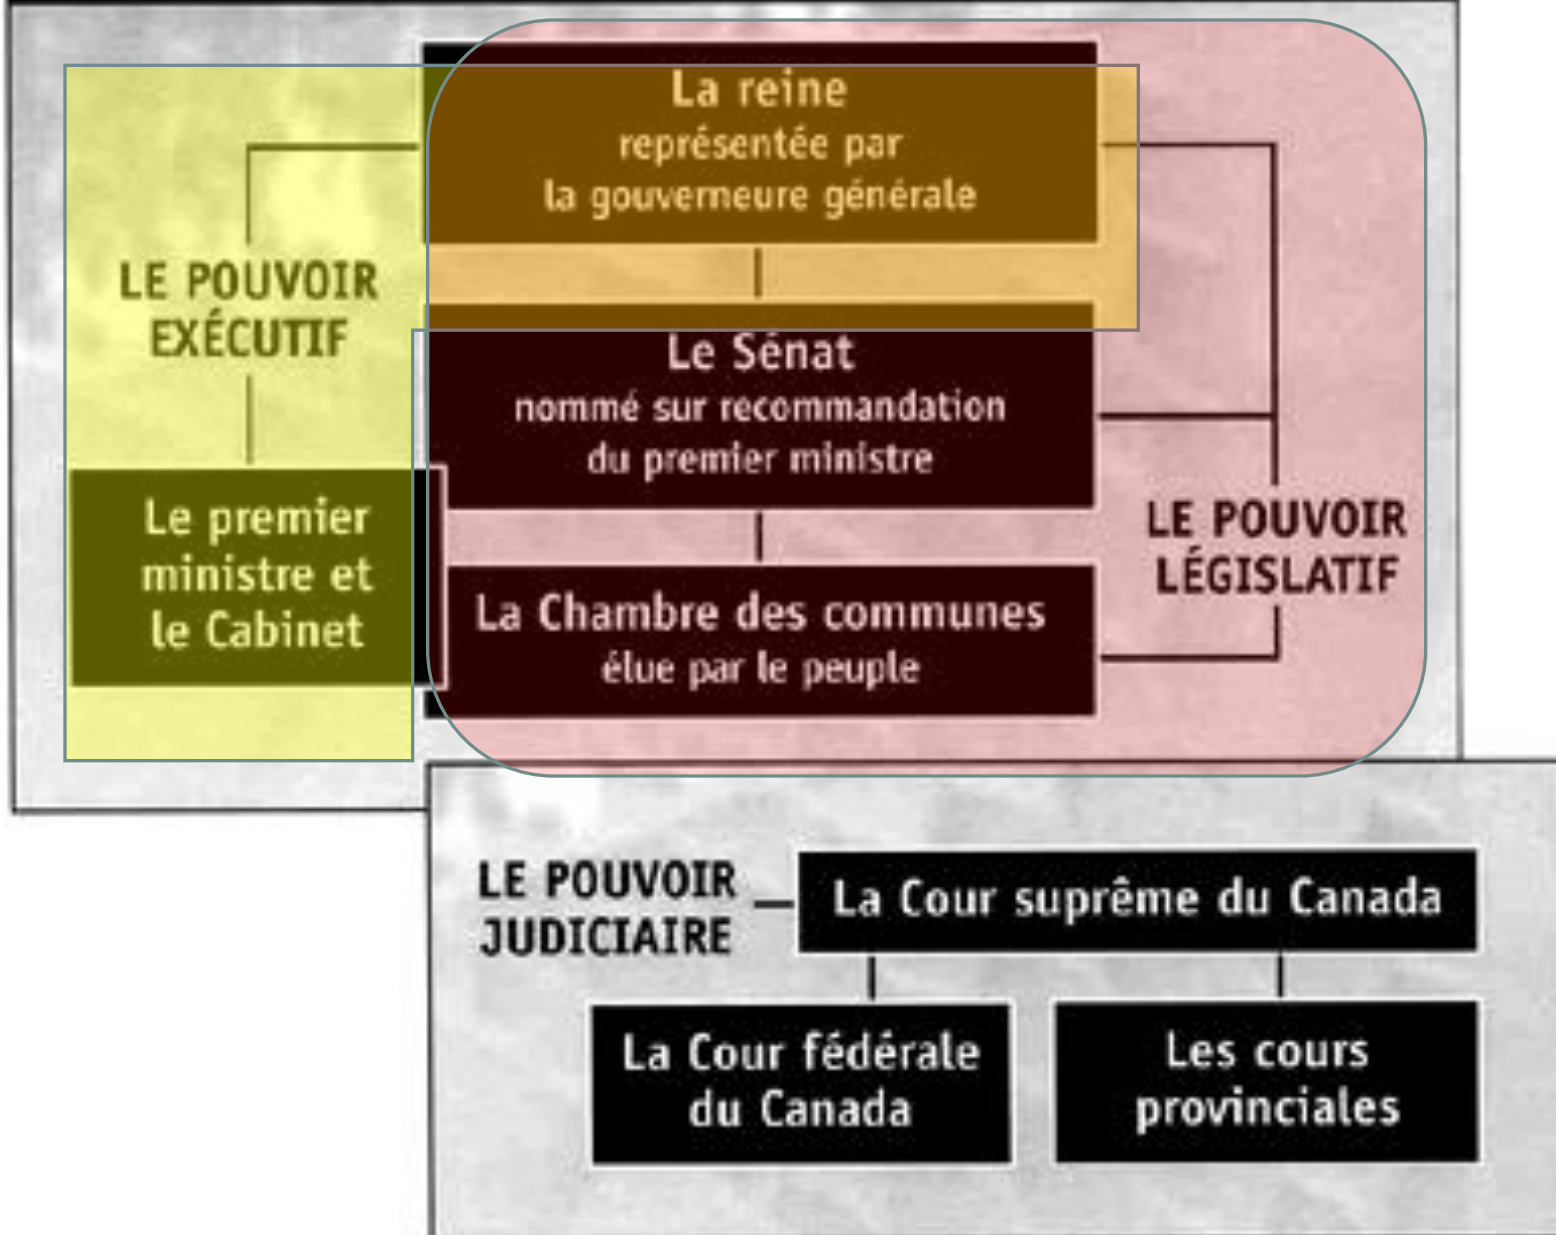 La reine
représentée par
la gouverneure générale
LE POUVOIR
EXÉCUTIF
Le Sénat
nommé sur recommandation
du premier ministre
Le premier
ministre et
le Cabinet
LE POUVOIR
LÉGISLATIF
La Chambre des communes
élue par le peuple
LE POUVOIR
JUDICIAIRE
La Cour suprême du Canada
La Cour fédérale
du Canada
Les cours
provinciales